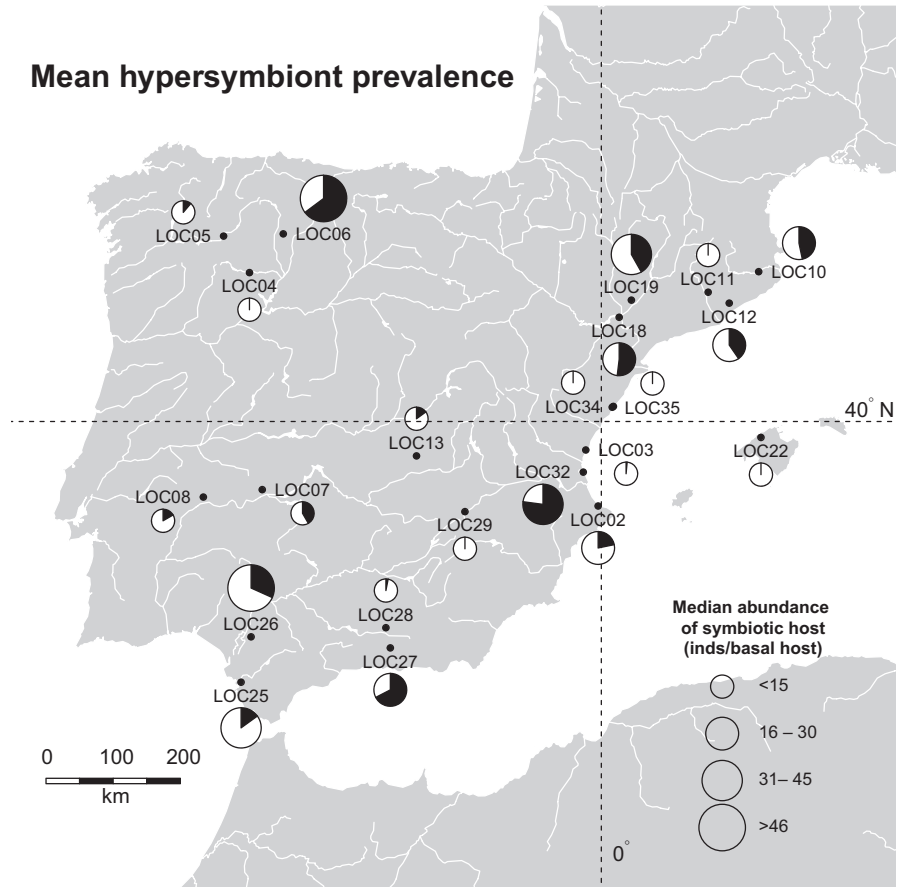 Mean hypersymbiont prevalence
LOC05
LOC06
LOC04
LOC19
LOC11
LOC10
LOC12
LOC18
LOC34
LOC35
40° N
LOC13
LOC03
LOC22
LOC32
LOC08
LOC07
LOC29
LOC02
LOC28
LOC26
LOC27
LOC25
Median abundance
of symbiotic host
(inds/basal host)
<15
16 – 30
31– 45
>46
0 100 200
km
0°